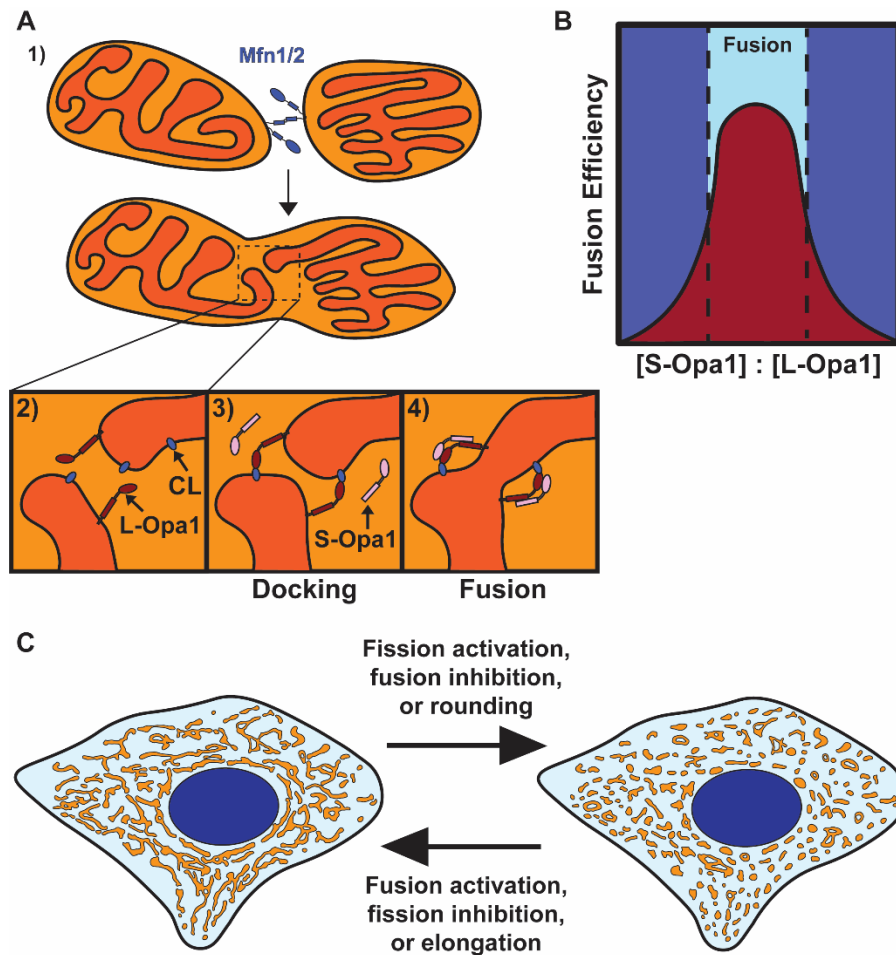 A
1)
Mfn1/2
2)
CL
L-Opa1
3)
S-Opa1
4)
Docking
Fusion
B
Fusion
Fusion Efficiency
[S-Opa1] : [L-Opa1]
C
Fission activation,
fusion inhibition,
or rounding
Fusion activation,
fission inhibition,
or elongation